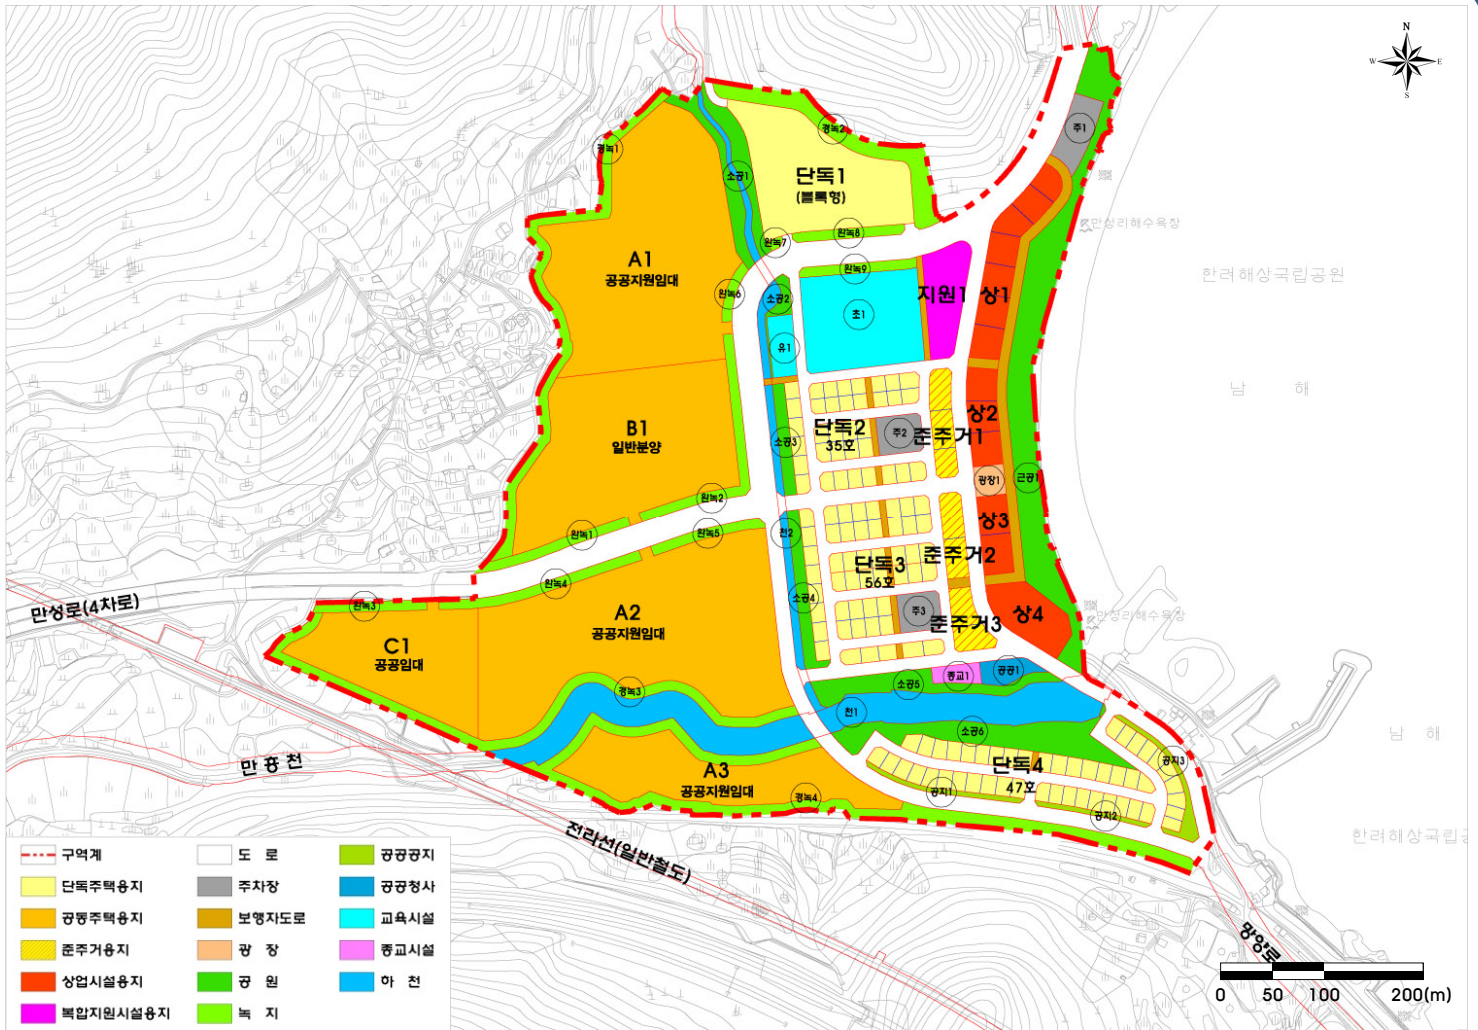 N
W
E
S
주1
경녹2
경녹1
소공1
단독1
(블록형)
만성리해수욕장
원녹7
원녹8
A1
공공지원임대
원녹9
한려해상국립공원
원녹6
소공2
지원1
상1
초1
유1
남 해
B1
일반분양
단독2
35호
주2
준주거1
상2
소공3
광장1
근공1
원녹2
원녹1
원녹5
천2
상3
단독3
56호
준주거2
원녹4
소공4
만성로(4차로)
원녹3
A2
공공지원임대
주3
준주거3
상4
만성리해수욕장
C1
공공임대
소공5
종교1
공공1
경녹3
천1
소공6
남 해
만흥천
A3
공공지원임대
경녹4
단독4
47호
공지3
공지1
공지2
전라선(일반철도)
한려해상국립공
망양로
구역계
도 로
공공공지
단독주택용지
주차장
공공청사
공동주택용지
보행자도로
교육시설
준주거용지
광 장
종교시설
상업시설용지
공 원
하 천
복합지원시설용지
녹 지
0 50 100 200(m)